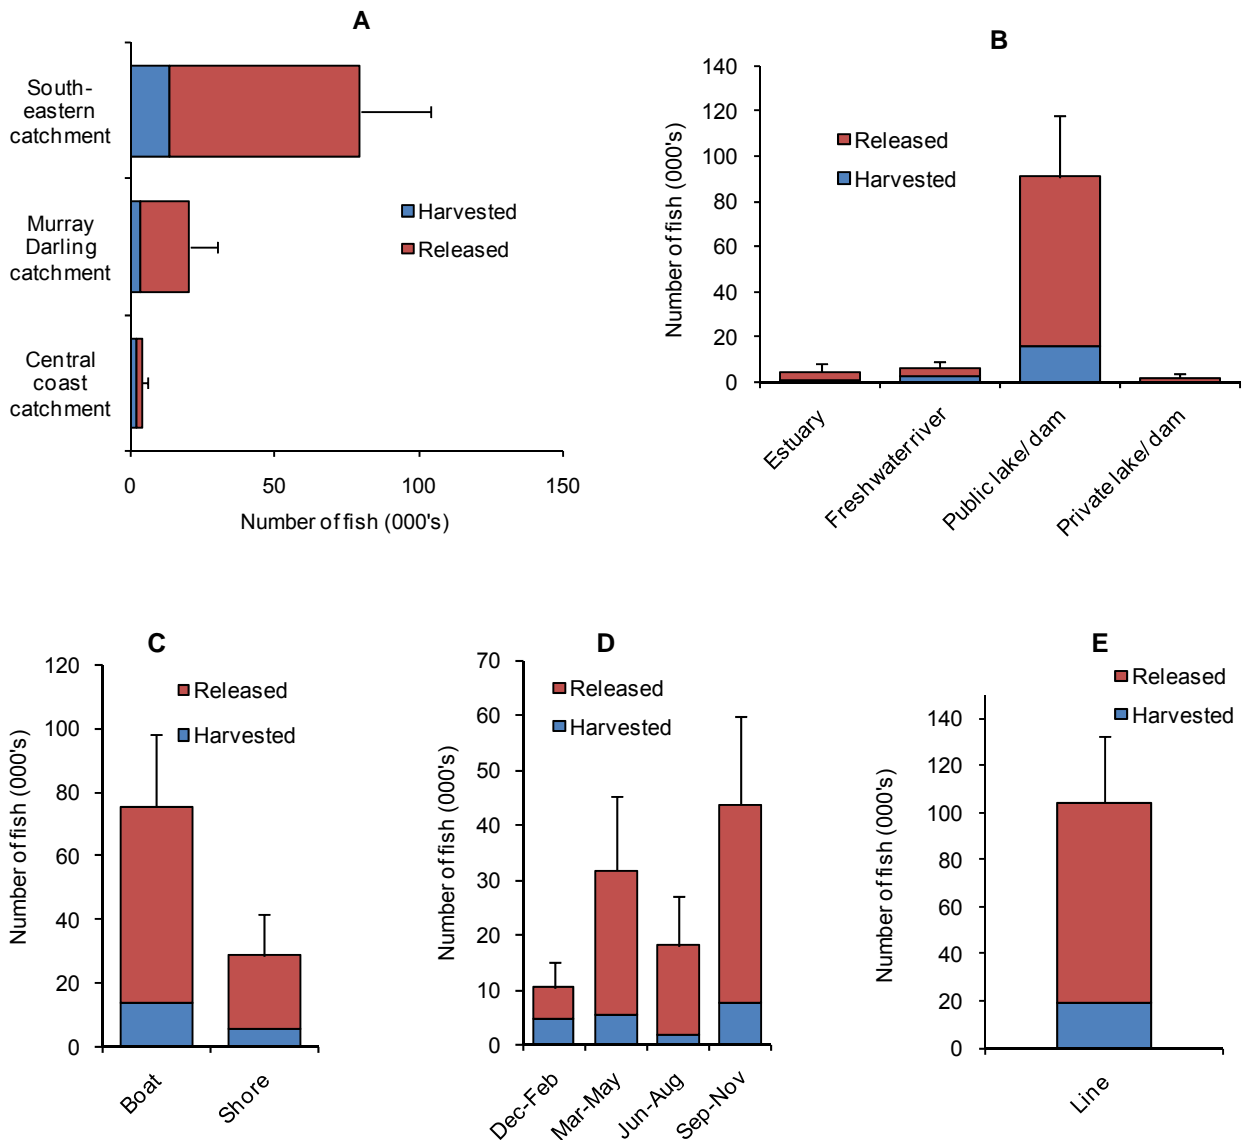 A
South-
eastern
catchment
Murray
Darling
catchment
Central
coast
catchment
Harvested
Released
0 50 100 150
Number of fish (000's)
B
140
120
100
80
60
40
20
0
Number of fish (000's)
Released
Harvested
Estuary
Freshwater river
Public lake/ dam
Private lake/ dam
C
120
100
80
60
40
20
0
Number of fish (000's)
Released
Harvested
Boat
Shore
D
70
60
50
40
30
20
10
0
Number of fish (000's)
Released
Harvested
Dec-Feb
Mar-May
Jun-Aug
Sep-Nov
E
Released
Harvested
140
120
100
80
60
40
20
0
Number of fish (000's)
Line